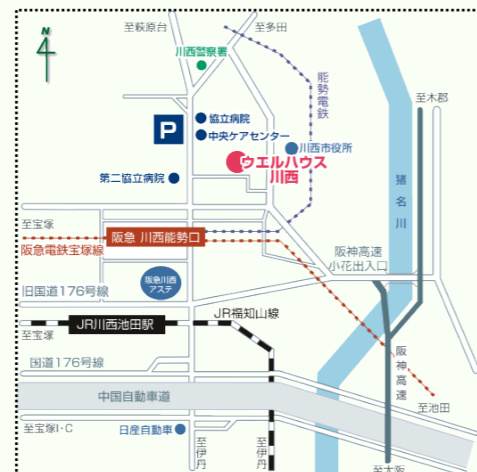 至萩原台
至多田
N
川西警察署
能勢電鉄
至木部
P
協立病院
中央ケアセンター
川西市役所
ウエルハウス
川西
第二協立病院
猪名川
至宝塚
阪急 川西能勢口
阪急電鉄宝塚線
阪神高速
小花出入口
阪急川西
アステ
旧国道176号線
JR川西池田駅
JR福知山線
至宝塚
国道176号線
阪神高速
中国自動車道
至池田
至宝塚I・C
日産自動車
至伊丹
至伊丹
至大阪